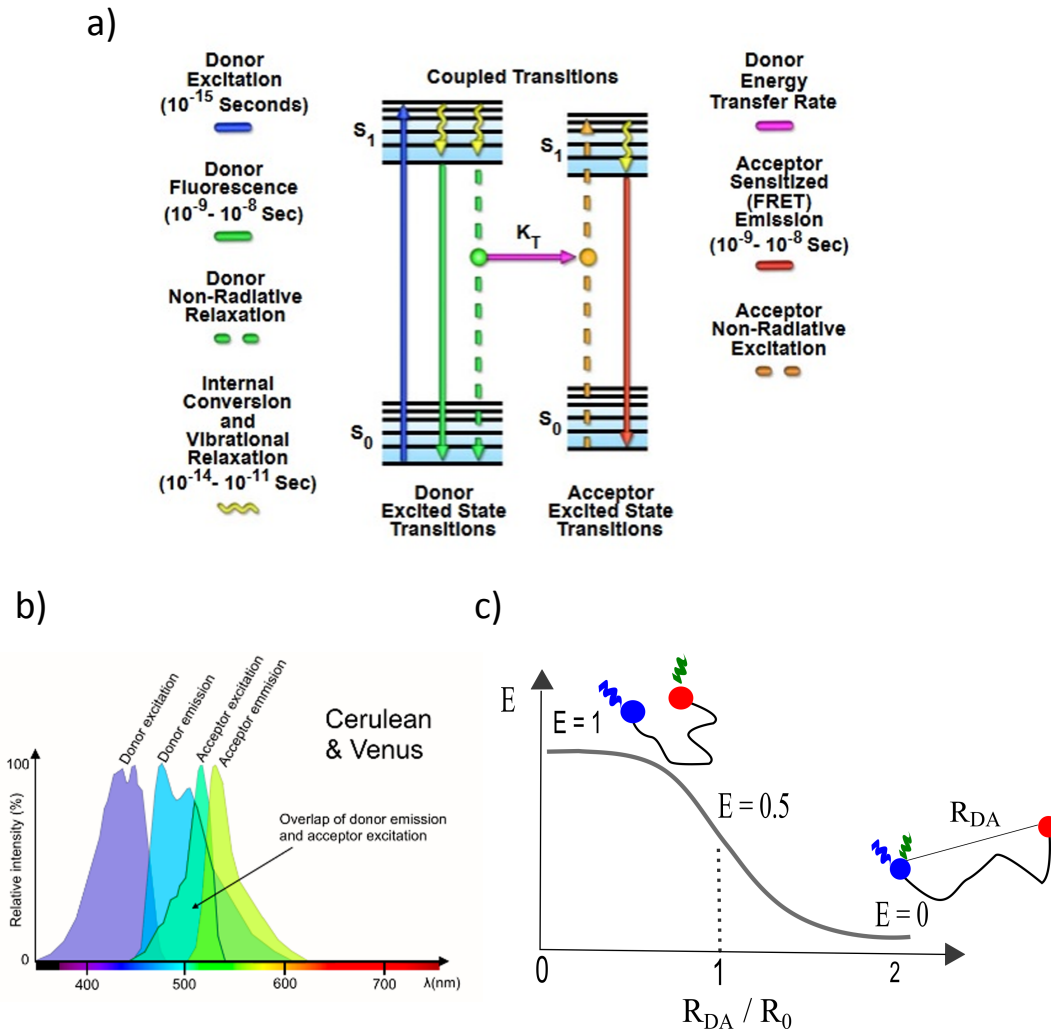 a)
Donor
Excitation
(10⁻¹⁵ Seconds)
Donor
Fluorescence
(10⁻⁹- 10⁻⁸ Sec)
Donor
Non-Radiative
Relaxation
Internal
Conversion
and
Vibrational
Relaxation
(10⁻¹⁴- 10⁻¹¹ Sec)
Coupled Transitions
S₁
S₁
K_T
S₀
S₀
Donor
Excited State
Transitions
Acceptor
Excited State
Transitions
Donor
Energy
Transfer Rate
Acceptor
Sensitized
(FRET)
Emission
(10⁻⁹- 10⁻⁸ Sec)
Acceptor
Non-Radiative
Excitation
b)
Donor excitation
Donor emission
Acceptor excitation
Acceptor emmision
Cerulean
& Venus
Overlap of donor emission
and acceptor excitation
Relative intensity (%)
100
0
400
500
600
700
λ(nm)
c)
E
E = 1
E = 0.5
R_DA
E = 0
0
1
2
R_DA / R₀